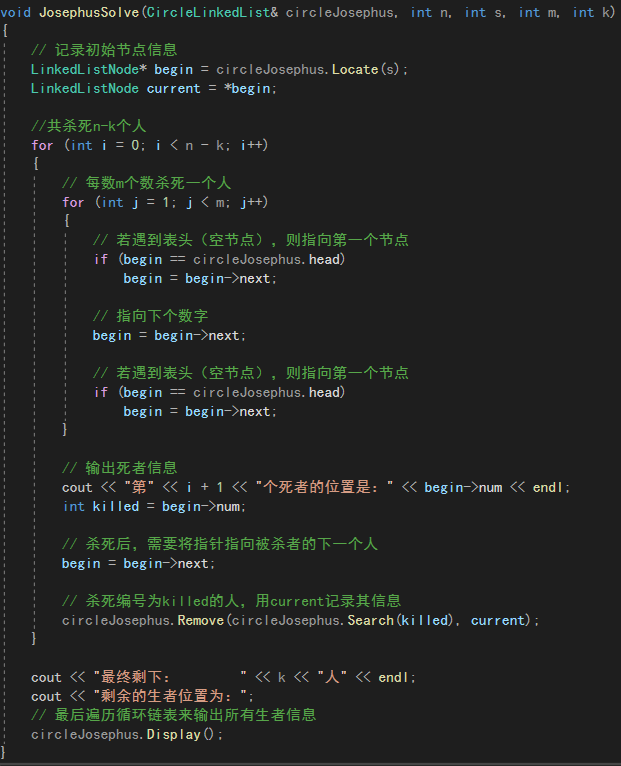 void JosephusSolve(CircleLinkedList& circleJosephus, int n, int s, int m, int k)
{
// 记录初始节点信息
LinkedListNode* begin = circleJosephus.Locate(s);
LinkedListNode current = *begin;
//共杀死n-k个人
for (int i = 0; i < n - k; i++)
{
// 每数m个数杀死一个人
for (int j = 1; j < m; j++)
{
// 若遇到表头（空节点），则指向第一个节点
if (begin == circleJosephus.head)
begin = begin->next;
// 指向下个数字
begin = begin->next;
// 若遇到表头（空节点），则指向第一个节点
if (begin == circleJosephus.head)
begin = begin->next;
}
// 输出死者信息
cout << "第" << i + 1 << "个死者的位置是：" << begin->num << endl;
int killed = begin->num;
// 杀死后，需要将指针指向被杀者的下一个人
begin = begin->next;
// 杀死编号为killed的人，用current记录其信息
circleJosephus.Remove(circleJosephus.Search(killed), current);
}
cout << "最终剩下：        " << k << "人" << endl;
cout << "剩余的生者位置为：";
// 最后遍历循环链表来输出所有生者信息
circleJosephus.Display();
}